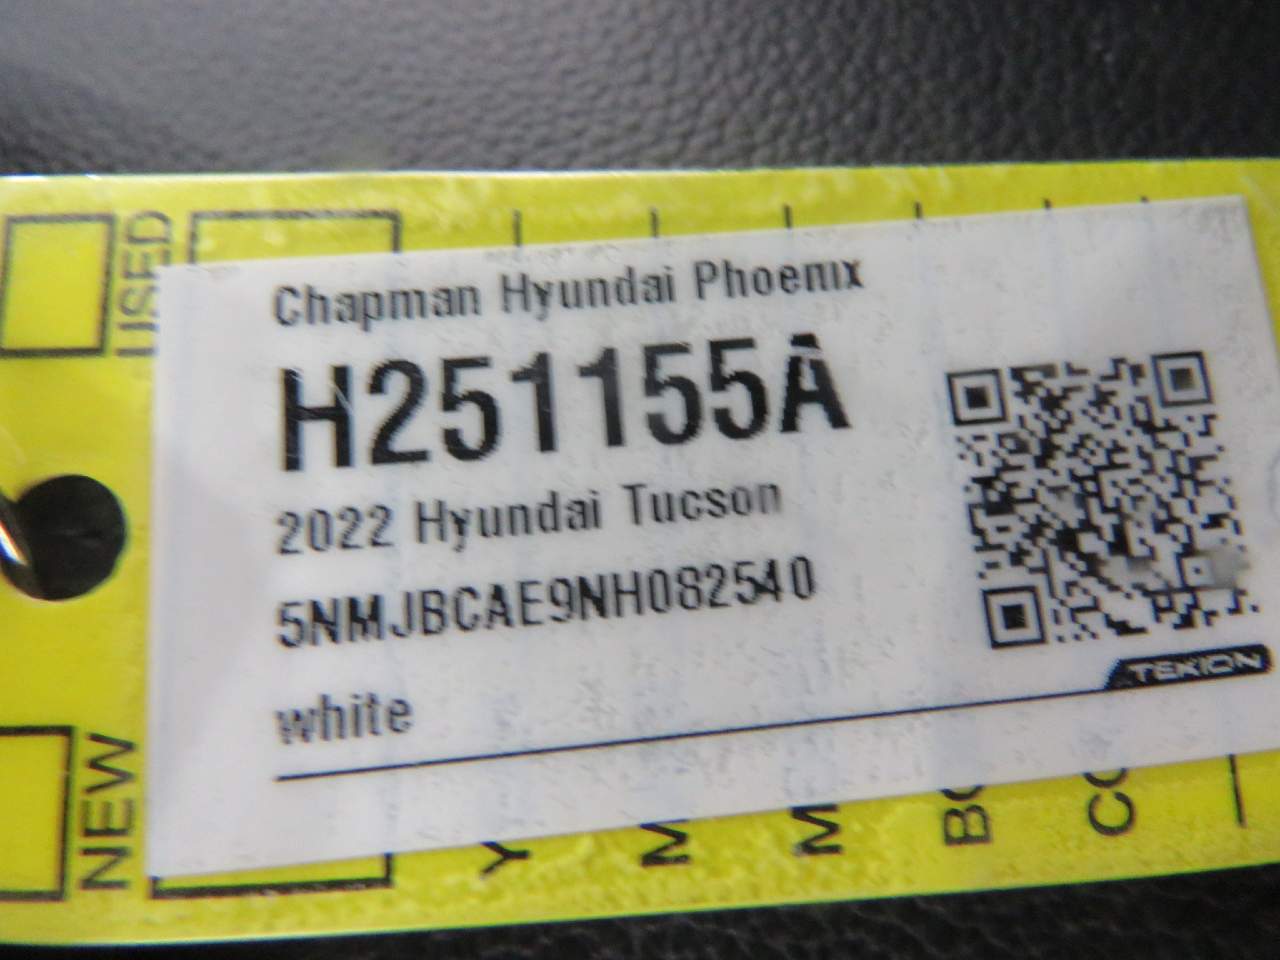 USED
Chapman Hyundai Phoenix
H251155A
2022 Hyundai Tucson
5NMJBCAE9NH082540
TEKION
white
NEW